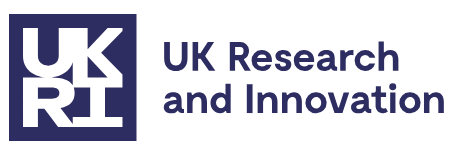 UK
RI
UK Research
and Innovation